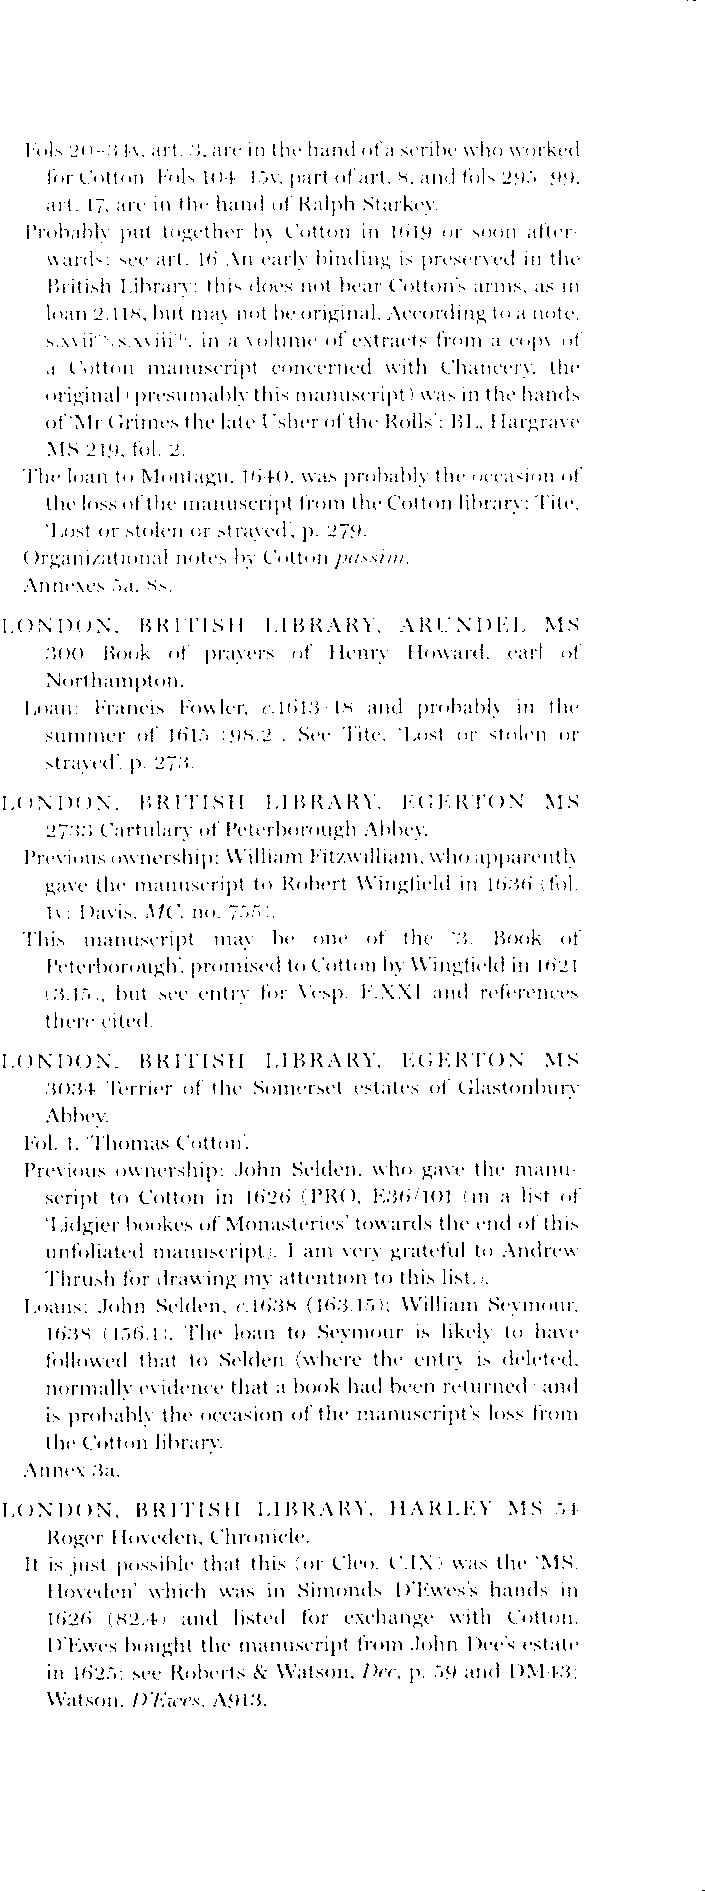 Fols 20–34v, art. 3, are in the hand of a scribe who worked
for Cotton. Fols 104–15v, part of art. 8, and fols 295–99,
art. 17, are in the hand of Ralph Starkey.
Probably put together by Cotton in 1619 or soon after-
wards: see art. 16 An early binding is preserved in the
British Library: this does not bear Cotton's arms, as in
loan 2.118, but may not be original. According to a note,
in a volume of extracts from a copy of
a Cotton manuscript concerned with Chancery, the
original (presumably this manuscript) was in the hands
of 'Mr Grimes the late Usher of the Rolls': BL, Hargrave
MS 219, fol. 2.
The loan to Montagu, 1640, was probably the occasion of
the loss of the manuscript from the Cotton library: Tite,
'Lost or stolen or strayed', p. 279.
Organizational notes by Cotton passim.
Annexes 5a, 8s.
LONDON, BRITISH LIBRARY, ARUNDEL MS
300 Book of prayers of Henry Howard, earl of
Northampton.
Loan: Francis Fowler, c.1613–18 and probably in the
summer of 1615 (98.2). See Tite, 'Lost or stolen or
strayed', p. 273.
LONDON, BRITISH LIBRARY, EGERTON MS
2733 Cartulary of Peterborough Abbey.
Previous ownership: William Fitzwilliam, who apparently
gave the manuscript to Robert Wingfield in 1636 (fol.
1v; Davis, MC, no. 755).
This manuscript may be one of the '3. Book of
Peterborough', promised to Cotton by Wingfield in 1621
(3.15), but see entry for Vesp. E.XXI and references
there cited.
LONDON, BRITISH LIBRARY, EGERTON MS
3034 Terrier of the Somerset estates of Glastonbury
Abbey.
Fol. 1, 'Thomas Cotton'.
Previous ownership: John Selden, who gave the manu-
script to Cotton in 1626 (PRO, E36/101 (in a list of
'Lidgier bookes of Monasteries' towards the end of this
unfoliated manuscript). I am very grateful to Andrew
Thrush for drawing my attention to this list.).
Loans: John Selden, c.1638 (163.15); William Seymour,
1638 (156.1). The loan to Seymour is likely to have
followed that to Selden (where the entry is deleted,
normally evidence that a book had been returned) and
is probably the occasion of the manuscript's loss from
the Cotton library.
Annex 3a.
LONDON, BRITISH LIBRARY, HARLEY MS 54
Roger Hoveden, Chronicle.
It is just possible that this (or Cleo. C.IX) was the 'MS.
Hoveden' which was in Simonds D'Ewes's hands in
1626 (82.4) and listed for exchange with Cotton.
D'Ewes bought the manuscript from John Dee's estate
in 1625: see Roberts & Watson, Dee, p. 59 and DM43;
Watson, D'Ewes, A913.